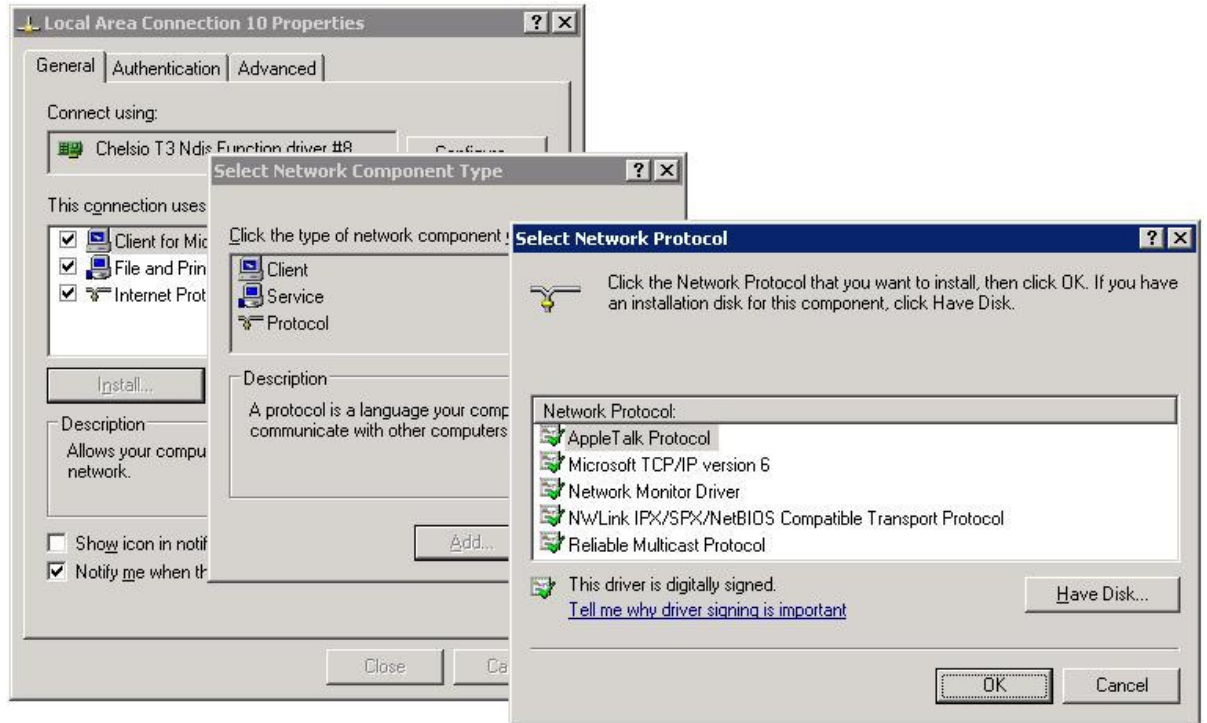 Local Area Connection 10 Properties
General Authentication Advanced
Connect using:
Chelsio T3 Ndis Function driver #8
Configure...
This connection uses
Client for Mic
File and Prin
Internet Prot
Install...
Description
Allows your compu
network.
Show icon in notif
Notify me when th
Close
Ca
Select Network Component Type
Click the type of network component
Client
Service
Protocol
Description
A protocol is a language your comp
communicate with other computers
Add...
Select Network Protocol
Click the Network Protocol that you want to install, then click OK. If you have
an installation disk for this component, click Have Disk.
Network Protocol:
AppleTalk Protocol
Microsoft TCP/IP version 6
Network Monitor Driver
NWLink IPX/SPX/NetBIOS Compatible Transport Protocol
Reliable Multicast Protocol
This driver is digitally signed.
Tell me why driver signing is important
Have Disk...
OK
Cancel